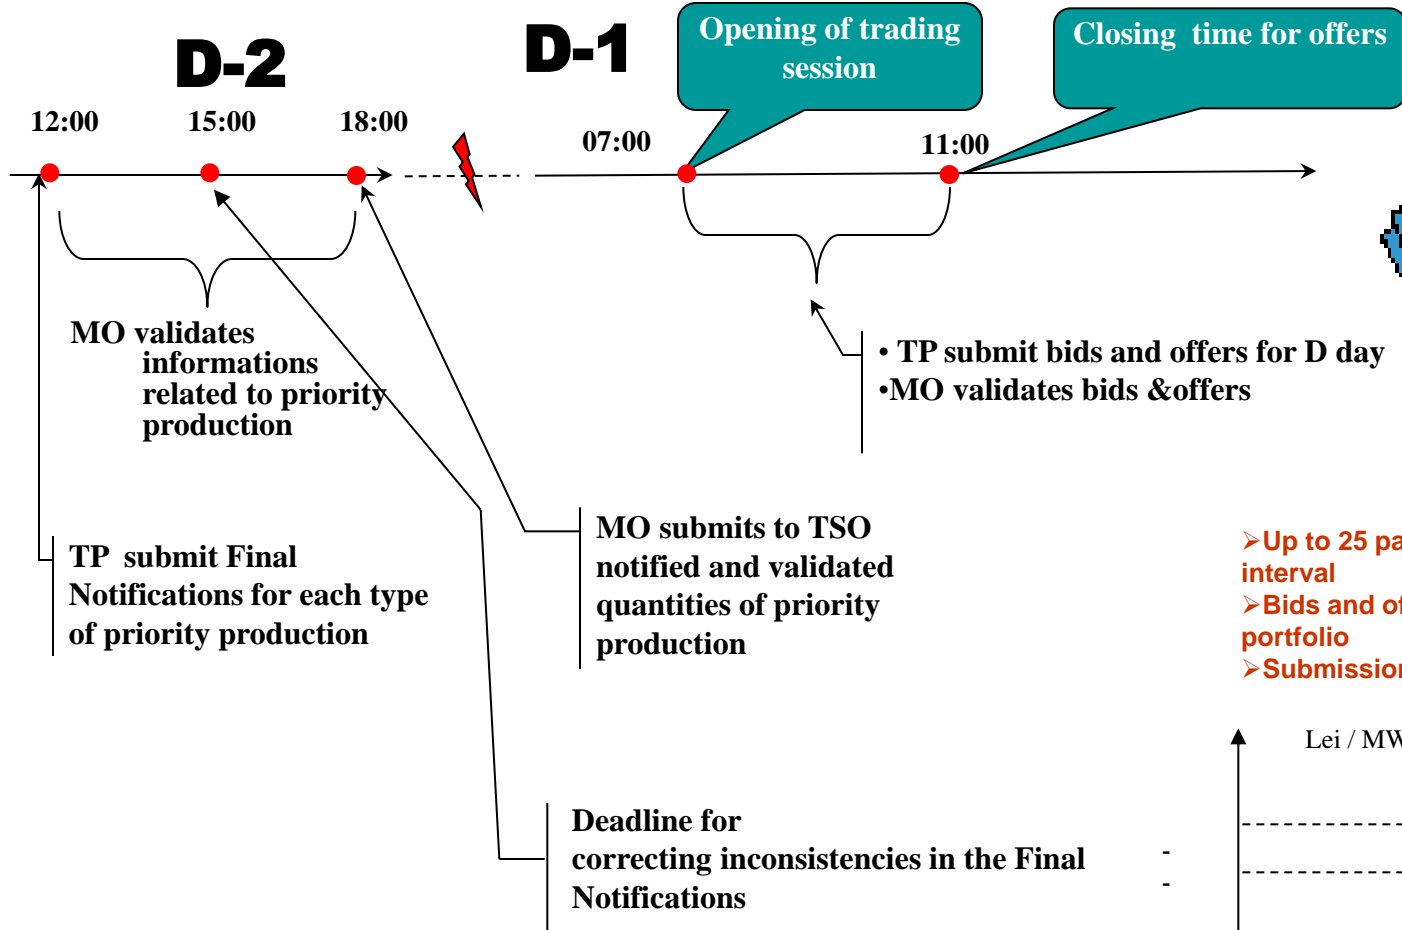 D-2
D-1
Opening of trading
session
Closing time for offers
12:00
15:00
18:00
07:00
11:00
MO validates
informations
related to priority
production
• TP submit bids and offers for D day
•MO validates bids &offers
TP submit Final
Notifications for each type
of priority production
MO submits to TSO
notified and validated
quantities of priority
production
➢Up to 25
interval
➢Bids and
portfolio
➢Submission
Lei / MW
Deadline for
correcting inconsistencies in the Final
Notifications
-
-